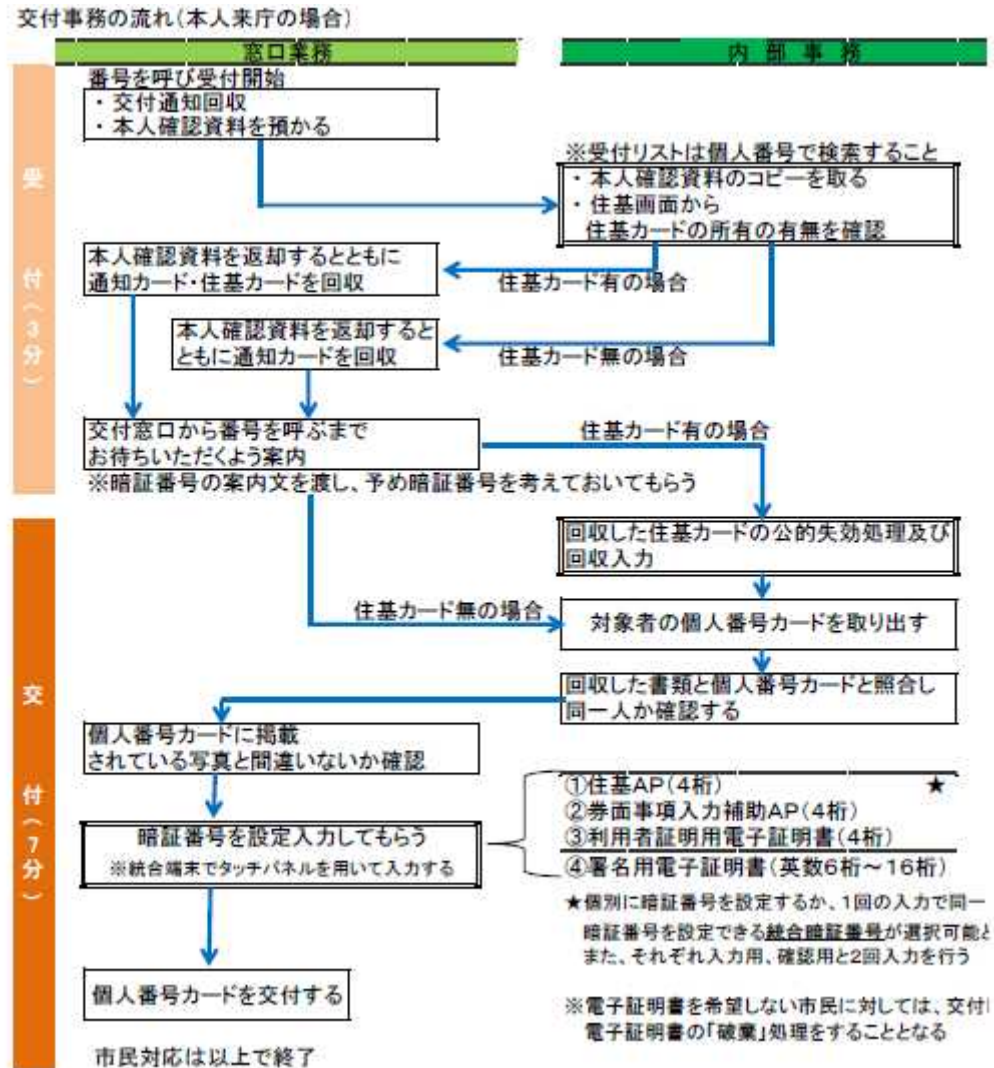 交付事務の流れ(本人来庁の場合)
窓口業務
内部事務
受付(3分)
番号を呼び受付開始
・交付通知回収
・本人確認資料を預かる
※受付リストは個人番号で検索すること
・本人確認資料のコピーを取る
・住基画面から
住基カードの所有の有無を確認
本人確認資料を返却するとともに
通知カード・住基カードを回収
住基カード有の場合
本人確認資料を返却すると
ともに通知カードを回収
住基カード無の場合
交付窓口から番号を呼ぶまで
お待ちいただくよう案内
住基カード有の場合
※暗証番号の案内文を渡し、予め暗証番号を考えておいてもらう
交付(7分)
回収した住基カードの公的失効処理及び
回収入力
住基カード無の場合
対象者の個人番号カードを取り出す
回収した書類と個人番号カードと照合し
同一人か確認する
個人番号カードに掲載
されている写真と間違いないか確認
暗証番号を設定入力してもらう
※統合端末でタッチパネルを用いて入力する
①住基AP(4桁) ★
②券面事項入力補助AP(4桁)
③利用者証明用電子証明書(4桁)
④署名用電子証明書(英数6桁~16桁)
★個別に暗証番号を設定するか、1回の入力で同一
暗証番号を設定できる統合暗証番号が選択可能と
また、それぞれ入力用、確認用と2回入力を行う
個人番号カードを交付する
※電子証明書を希望しない市民に対しては、交付
電子証明書の「破棄」処理をすることとなる
市民対応は以上で終了